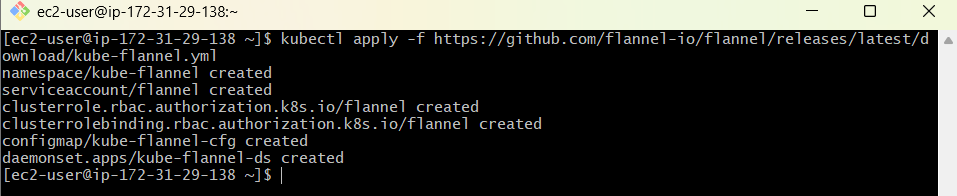 ec2-user@ip-172-31-29-138:~
[ec2-user@ip-172-31-29-138 ~]$ kubectl apply -f https://github.com/flannel-io/flannel/releases/latest/d
ownload/kube-flannel.yml
namespace/kube-flannel created
serviceaccount/flannel created
clusterrole.rbac.authorization.k8s.io/flannel created
clusterrolebinding.rbac.authorization.k8s.io/flannel created
configmap/kube-flannel-cfg created
daemonset.apps/kube-flannel-ds created
[ec2-user@ip-172-31-29-138 ~]$